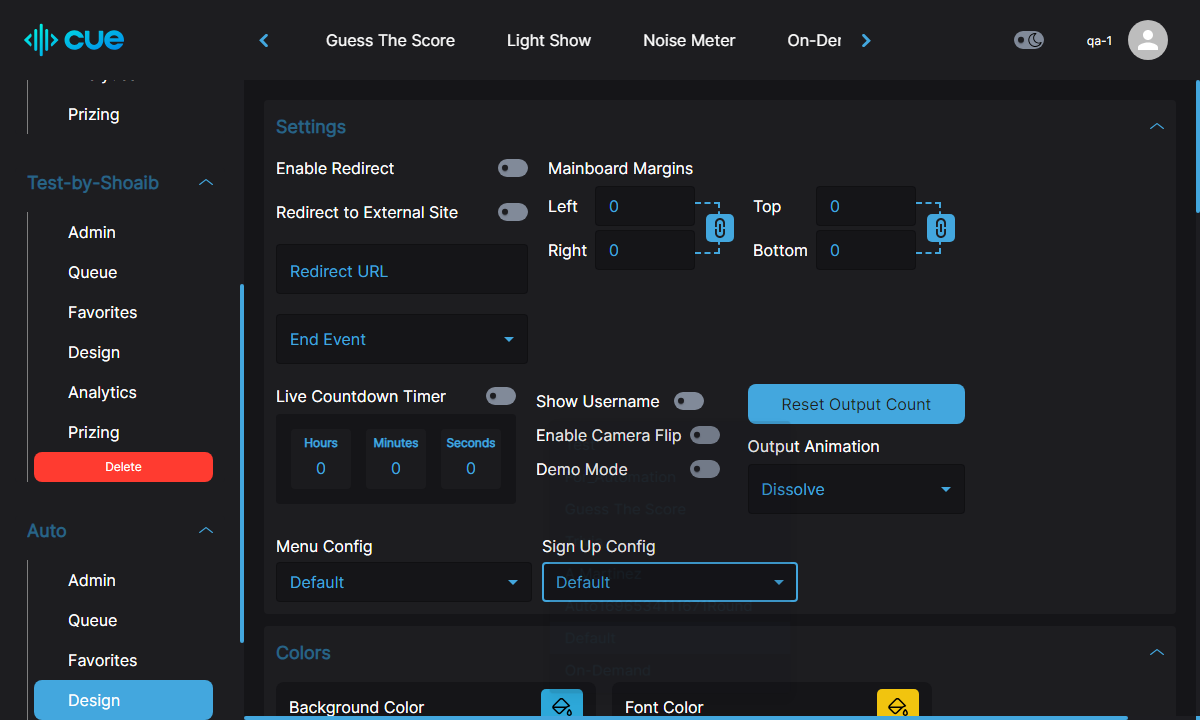 cue
Guess The Score
Light Show
Noise Meter
On-Der
qa-1
Prizing
Test-by-Shoaib
Admin
Queue
Favorites
Design
Analytics
Prizing
Delete
Auto
Admin
Queue
Favorites
Design
Settings
Enable Redirect
Redirect to External Site
Redirect URL
End Event
Mainboard Margins
Left 0
Right 0
Top 0
Bottom 0
Live Countdown Timer
Hours Minutes Seconds
0 0 0
Show Username
Enable Camera Flip
Demo Mode
Guess The Score
Reset Output Count
Output Animation
Dissolve
Menu Config
Default
Sign Up Config
Default
Default
On-Demand
Colors
Background Color
Font Color